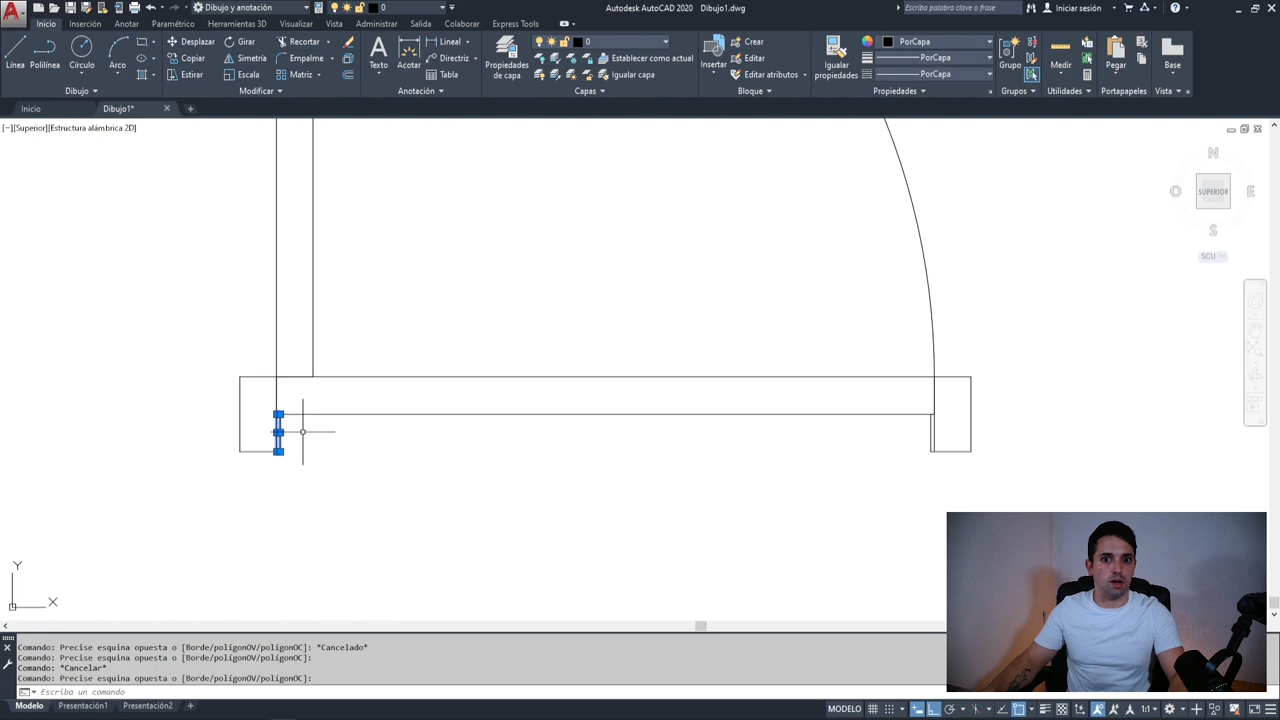 Dibujo y anotación
0
Autodesk AutoCAD 2020 Dibujo1.dwg
Escriba palabra clave o frase
Iniciar sesión
Inicio
Inserción
Anotar
Paramétrico
Herramientas 3D
Visualizar
Vista
Administrar
Salida
Colaborar
Express Tools
Línea
Polilínea
Círculo
Arco
Desplazar
Girar
Recortar
Copiar
Simetría
Empalme
Estirar
Escala
Matriz
Texto
Acotar
Lineal
Directriz
Tabla
Propiedades de capa
0
Establecer como actual
Igualar capa
Insertar
Crear
Editar
Editar atributos
Igualar propiedades
PorCapa
PorCapa
PorCapa
Grupo
Medir
Pegar
Base
Dibujo
Modificar
Anotación
Capas
Bloque
Propiedades
Grupos
Utilidades
Portapapeles
Vista
Inicio
Dibujo1*
[−][Superior][Estructura alámbrica 2D]
N
O
SUPERIOR
E
S
SCU
Y
X
Comando: Precise esquina opuesta o [Borde/polígonOV/polígonOC]: *Cancelado*
Comando: Precise esquina opuesta o [Borde/polígonOV/polígonOC]:
Comando: *Cancelar*
Comando: Precise esquina opuesta o [Borde/polígonOV/polígonOC]:
Escriba un comando
Modelo
Presentación1
Presentación2
MODELO
1:1